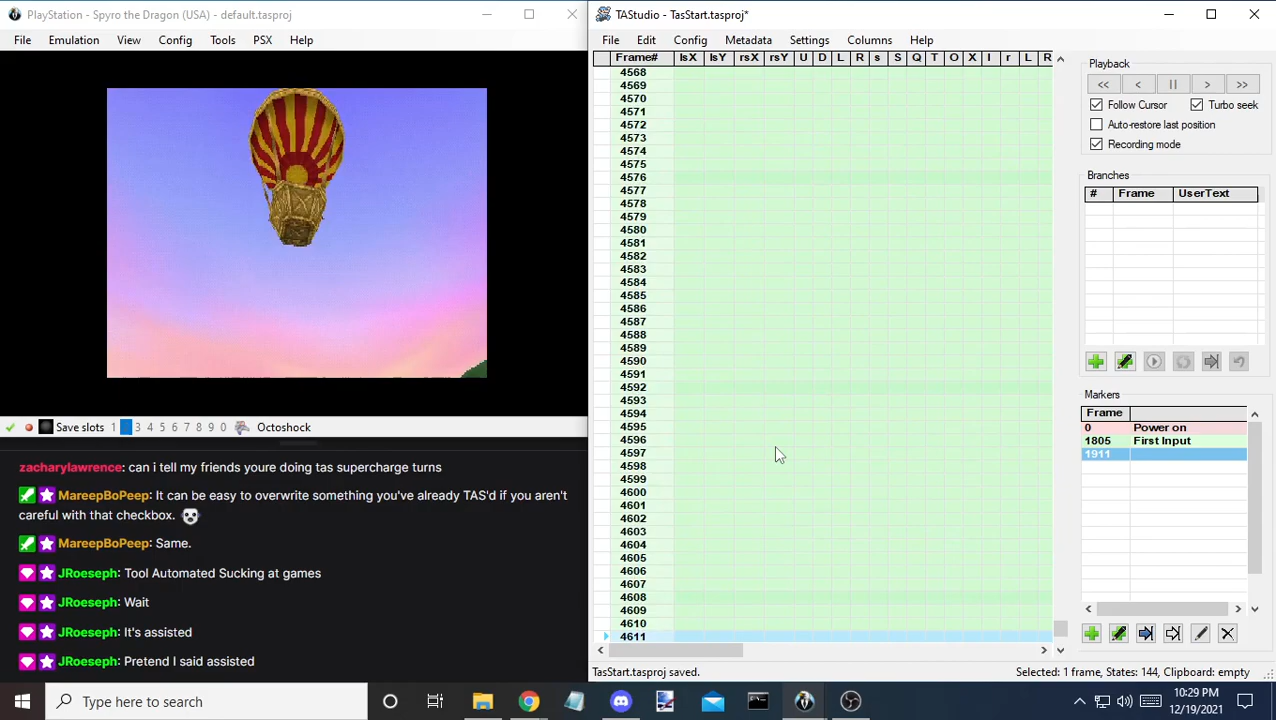 PlayStation - Spyro the Dragon (USA) - default.tasproj
File Emulation View Config Tools PSX Help
Save slots 1 3 4 5 6 7 8 9 0 Octoshock
zacharylawrence: can i tell my friends youre doing tas supercharge turns
MareepBoPeep: It can be easy to overwrite something you've already TAS'd if you aren't
careful with that checkbox.
MareepBoPeep: Same.
JRoeseph: Tool Automated Sucking at games
JRoeseph: Wait
JRoeseph: It's assisted
JRoeseph: Pretend I said assisted
TAStudio - TasStart.tasproj*
File Edit Config Metadata Settings Columns Help
Frame# lsX lsY rsX rsY U D L R s S Q T O X l r L R
4568
4569
4570
4571
4572
4573
4574
4575
4576
4577
4578
4579
4580
4581
4582
4583
4584
4585
4586
4587
4588
4589
4590
4591
4592
4593
4594
4595
4596
4597
4598
4599
4600
4601
4602
4603
4604
4605
4606
4607
4608
4609
4610
4611
TasStart.tasproj saved.
Selected: 1 frame, States: 144, Clipboard: empty
Playback
<< < || > >>
Follow Cursor Turbo seek
Auto-restore last position
Recording mode
Branches
# Frame UserText
Markers
Frame
0 Power on
1805 First Input
1911
Type here to search
10:29 PM
12/19/2021